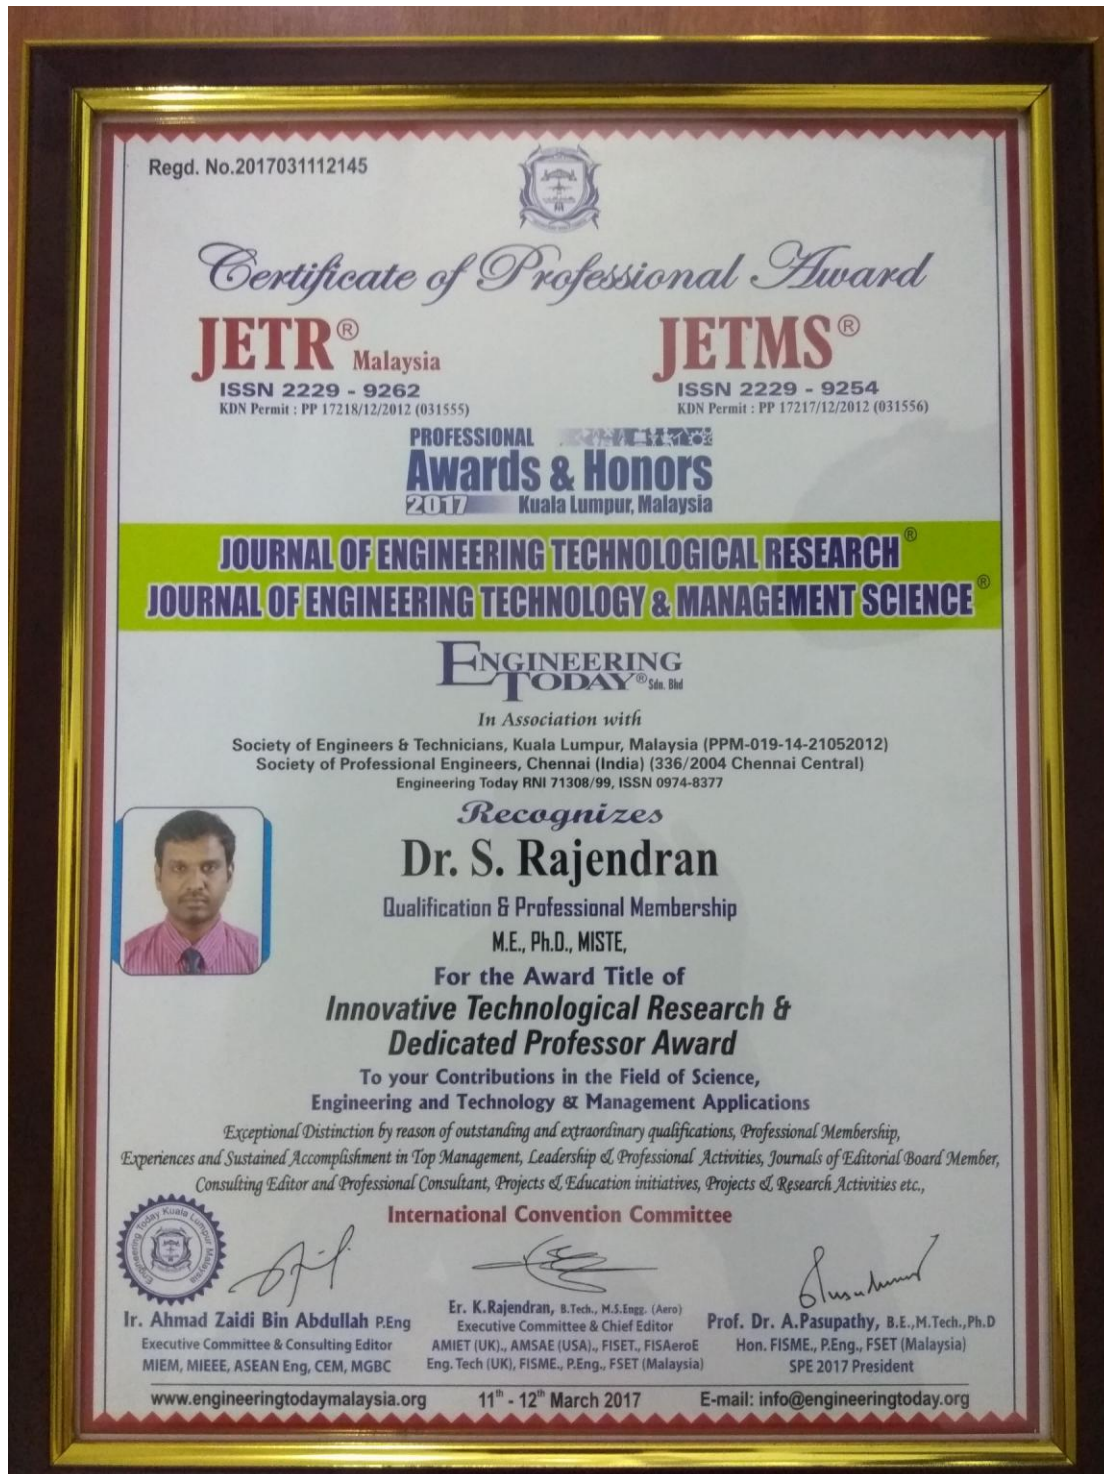 Regd. No.2017031112145
Certificate of Professional Award
JETR® Malaysia
ISSN 2229 - 9262
KDN Permit : PP 17218/12/2012 (031555)
JETMS®
ISSN 2229 - 9254
KDN Permit : PP 17217/12/2012 (031556)
PROFESSIONAL
Awards & Honors
2017 Kuala Lumpur, Malaysia
JOURNAL OF ENGINEERING TECHNOLOGICAL RESEARCH®
JOURNAL OF ENGINEERING TECHNOLOGY & MANAGEMENT SCIENCE®
ENGINEERING
TODAY® Sdn. Bhd
In Association with
Society of Engineers & Technicians, Kuala Lumpur, Malaysia (PPM-019-14-21052012)
Society of Professional Engineers, Chennai (India) (336/2004 Chennai Central)
Engineering Today RNI 71308/99, ISSN 0974-8377
Recognizes
Dr. S. Rajendran
Qualification & Professional Membership
M.E., Ph.D., MISTE,
For the Award Title of
Innovative Technological Research &
Dedicated Professor Award
To your Contributions in the Field of Science,
Engineering and Technology & Management Applications
Exceptional Distinction by reason of outstanding and extraordinary qualifications, Professional Membership,
Experiences and Sustained Accomplishment in Top Management, Leadership & Professional Activities, Journals of Editorial Board Member,
Consulting Editor and Professional Consultant, Projects & Education initiatives, Projects & Research Activities etc.,
International Convention Committee
Engineering Today Kuala Lumpur Malaysia
Ir. Ahmad Zaidi Bin Abdullah P.Eng
Executive Committee & Consulting Editor
MIEM, MIEEE, ASEAN Eng, CEM, MGBC
Er. K.Rajendran, B.Tech., M.S.Engg. (Aero)
Executive Committee & Chief Editor
AMIET (UK)., AMSAE (USA)., FISET., FISAeroE
Eng. Tech (UK), FISME., P.Eng., FSET (Malaysia)
Prof. Dr. A.Pasupathy, B.E.,M.Tech.,Ph.D
Hon. FISME., P.Eng., FSET (Malaysia)
SPE 2017 President
www.engineeringtodaymalaysia.org 11th - 12th March 2017 E-mail: info@engineeringtoday.org